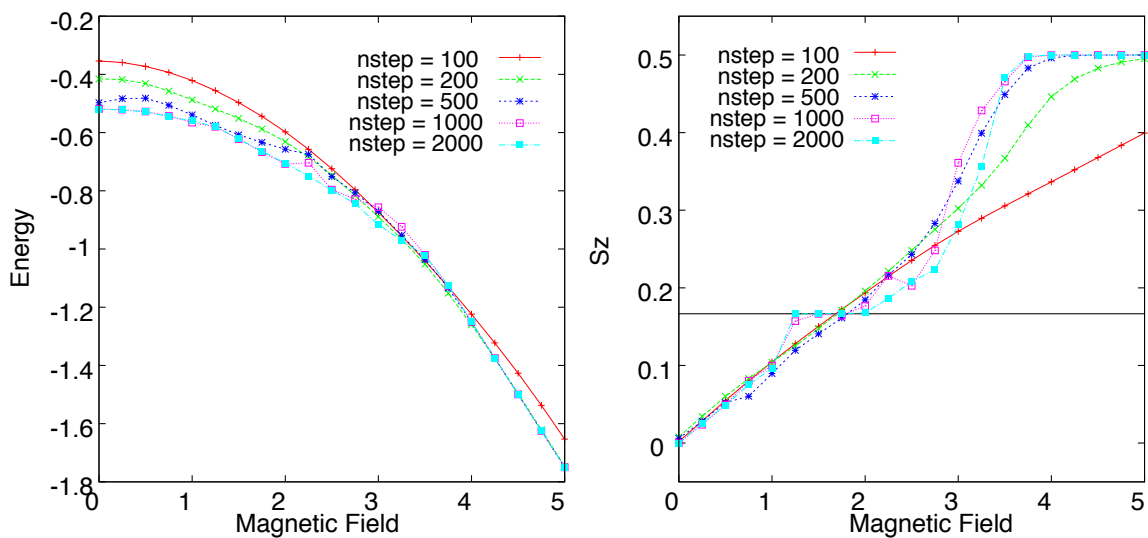 -0.2
-0.4
-0.6
-0.8
-1
-1.2
-1.4
-1.6
-1.8
Energy
0 1 2 3 4 5
Magnetic Field
nstep = 100
nstep = 200
nstep = 500
nstep = 1000
nstep = 2000
0.5
0.4
0.3
0.2
0.1
0
Sz
0 1 2 3 4 5
Magnetic Field
nstep = 100
nstep = 200
nstep = 500
nstep = 1000
nstep = 2000